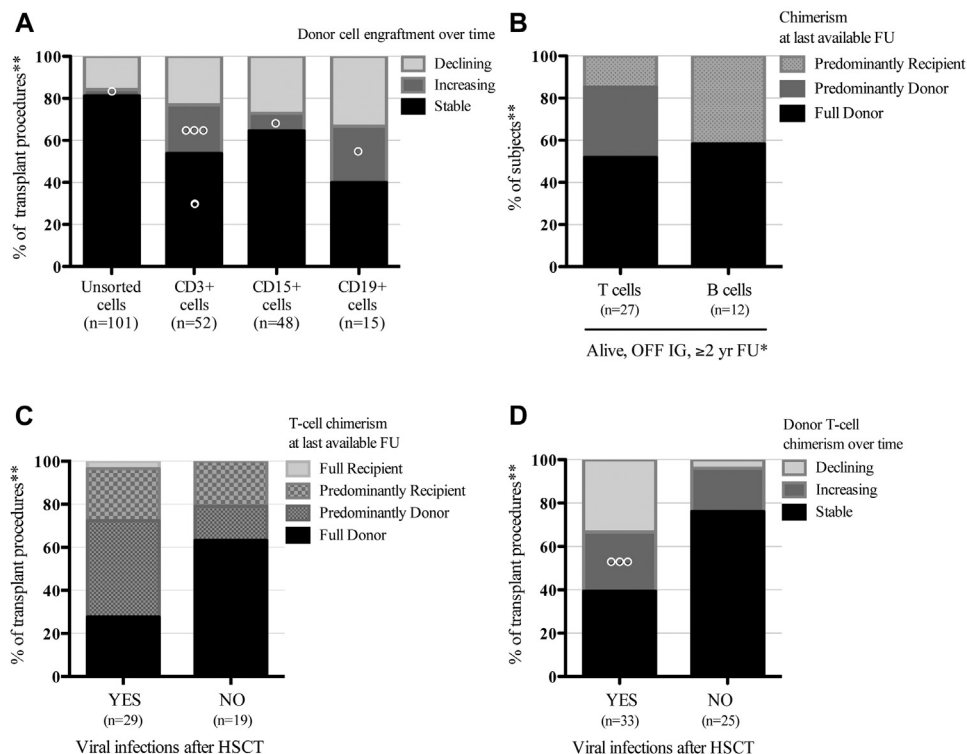 A
Donor cell engraftment over time
Declining
Increasing
Stable
% of transplant procedures**
100
80
60
40
20
0
Unsorted
cells
(n=101)
CD3+
cells
(n=52)
CD15+
cells
(n=48)
CD19+
cells
(n=15)
B
Chimerism
at last available FU
Predominantly Recipient
Predominantly Donor
Full Donor
% of subjects**
100
80
60
40
20
0
T cells
(n=27)
B cells
(n=12)
Alive, OFF IG, ≥2 yr FU*
C
T-cell chimerism
at last available FU
Full Recipient
Predominantly Recipient
Predominantly Donor
Full Donor
% of transplant procedures**
100
80
60
40
20
0
YES
(n=29)
NO
(n=19)
Viral infections after HSCT
D
Donor T-cell
chimerism over time
Declining
Increasing
Stable
% of transplant procedures**
100
80
60
40
20
0
YES
(n=33)
NO
(n=25)
Viral infections after HSCT